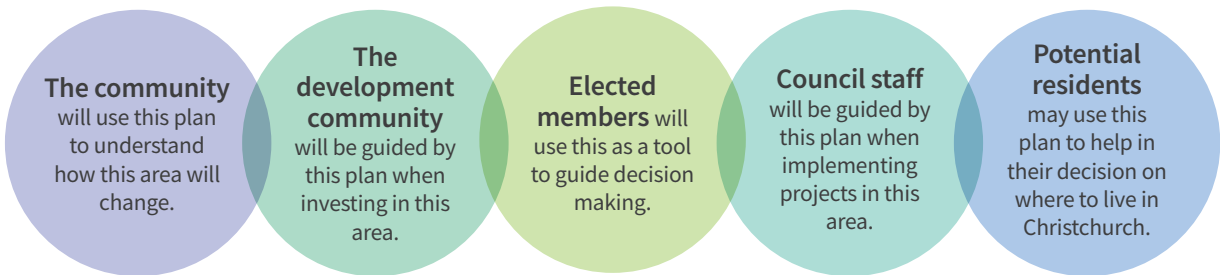 The community
will use this plan
to understand
how this area will
change.
The
development
community
will be guided by
this plan when
investing in this
area.
Elected
members will
use this as a tool
to guide decision
making.
Council staff
will be guided by
this plan when
implementing
projects in this
area.
Potential
residents
may use this
plan to help in
their decision on
where to live in
Christchurch.